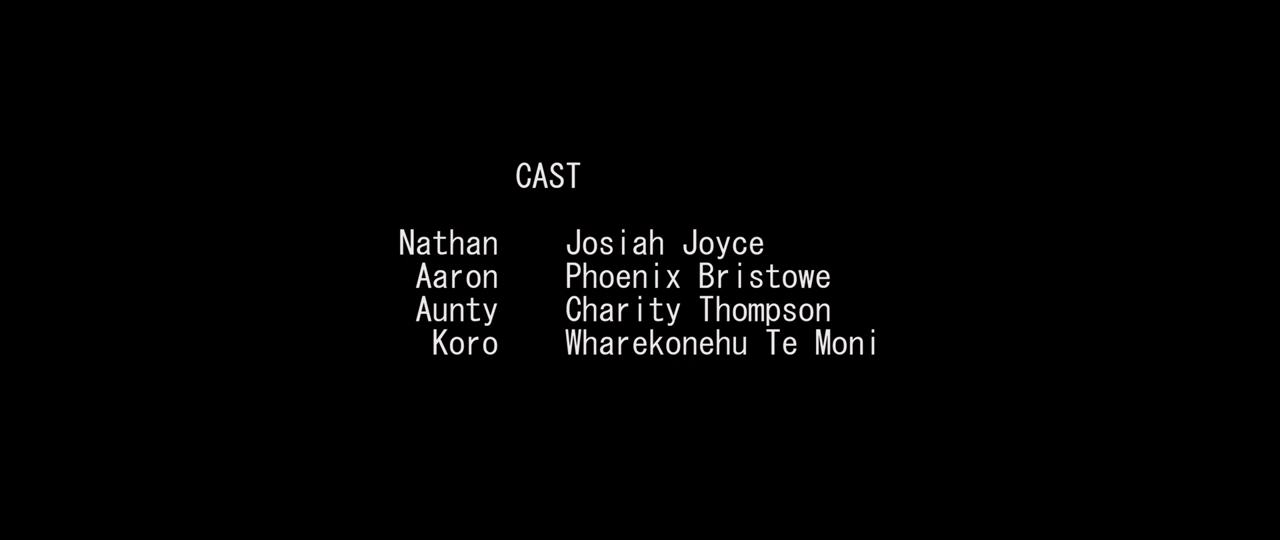 CAST
Nathan Josiah Joyce
Aaron Phoenix Bristowe
Aunty Charity Thompson
Koro Wharekonehu Te Moni